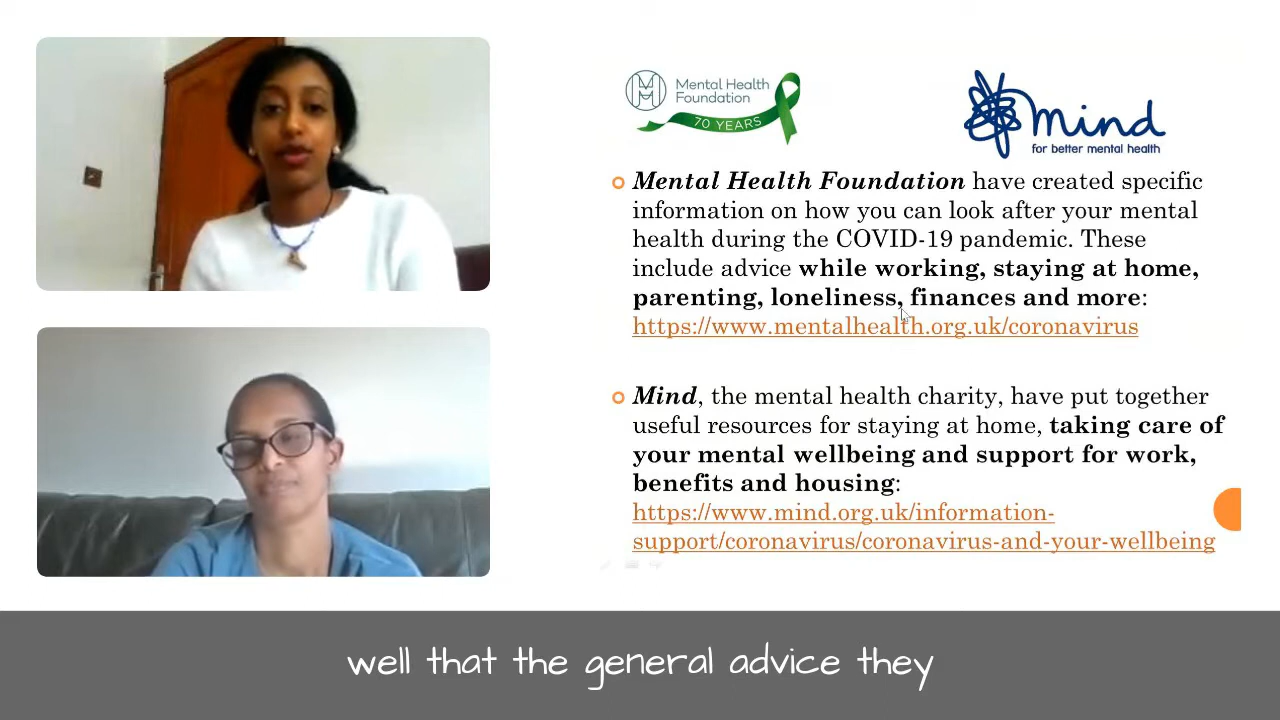 Mental Health
Foundation
70 YEARS
mind
for better mental health
Mental Health Foundation have created specific
information on how you can look after your mental
health during the COVID-19 pandemic. These
include advice while working, staying at home,
parenting, loneliness, finances and more:
https://www.mentalhealth.org.uk/coronavirus
Mind, the mental health charity, have put together
useful resources for staying at home, taking care of
your mental wellbeing and support for work,
benefits and housing:
https://www.mind.org.uk/information-
support/coronavirus/coronavirus-and-your-wellbeing
well that the general advice they